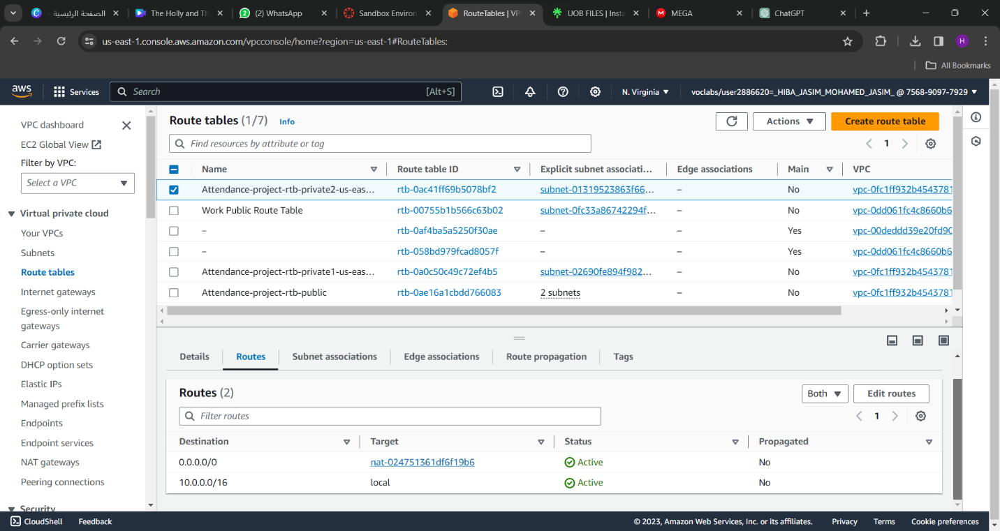 الصفحة الرئيسية -
The Holly and Th
(2) WhatsApp
Sandbox Environ
RouteTables | VP
UOB FILES | Insta
MEGA
ChatGPT
us-east-1.console.aws.amazon.com/vpcconsole/home?region=us-east-1#RouteTables:
H
All Bookmarks
aws
Services
Search
[Alt+S]
N. Virginia
voclabs/user2886620=_HIBA_JASIM_MOHAMED_JASIM_ @ 7568-9097-7929
VPC dashboard
EC2 Global View
Filter by VPC:
Select a VPC
Virtual private cloud
Your VPCs
Subnets
Route tables
Internet gateways
Egress-only internet
gateways
Carrier gateways
DHCP option sets
Elastic IPs
Managed prefix lists
Endpoints
Endpoint services
NAT gateways
Peering connections
Security
Route tables (1/7) Info
Actions
Create route table
Find resources by attribute or tag
1
Name Route table ID Explicit subnet associati... Edge associations Main VPC
Attendance-project-rtb-private2-us-eas... rtb-0ac41ff69b5078bf2 subnet-01319523863f66... – No vpc-0fc1ff932b4543781
Work Public Route Table rtb-00755b1b566c63b02 subnet-0fc33a86742294f... – No vpc-0dd061fc4c8660b6
– rtb-0af4ba5a5250f30ae – – Yes vpc-00deddd39e20fd90
– rtb-058bd979fcad8057f – – Yes vpc-0dd061fc4c8660b6
Attendance-project-rtb-private1-us-eas... rtb-0a0c50c49c72ef4b5 subnet-02690fe894f982... – No vpc-0fc1ff932b4543781
Attendance-project-rtb-public rtb-0ae16a1cbdd766083 2 subnets – No vpc-0fc1ff932b4543781
Details Routes Subnet associations Edge associations Route propagation Tags
Routes (2)
Both
Edit routes
Filter routes
1
Destination Target Status Propagated
0.0.0.0/0 nat-024751361df6f19b6 Active No
10.0.0.0/16 local Active No
CloudShell
Feedback
© 2023, Amazon Web Services, Inc. or its affiliates.
Privacy
Terms
Cookie preferences